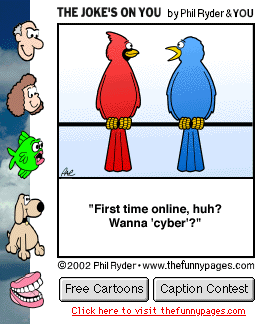 THE JOKE'S ON YOU by Phil Ryder & YOU
PHIL
"First time online, huh?
Wanna 'cyber'?"
©2002 Phil Ryder • www.thefunnypages.com
Free Cartoons
Caption Contest
Click here to visit thefunnypages.com